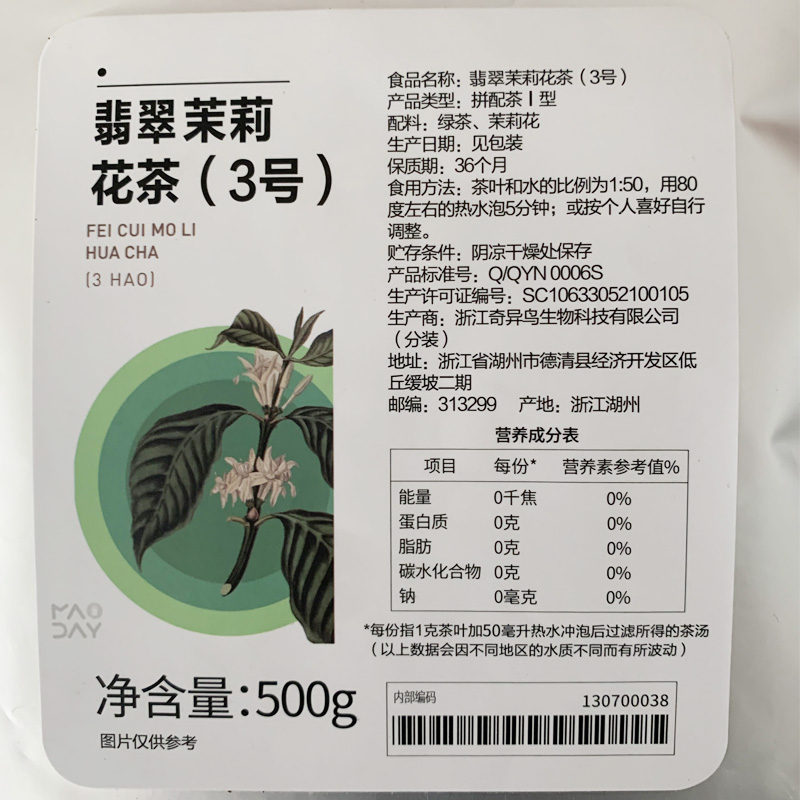 翡翠茉莉
花茶（3号）
FEI CUI MO LI
HUA CHA
(3 HAO)
MAO
DAY
净含量：500g
图片仅供参考
食品名称：翡翠茉莉花茶（3号）
产品类型：拼配茶Ⅰ型
配料：绿茶、茉莉花
生产日期：见包装
保质期：36个月
食用方法：茶叶和水的比例为1:50，用80
度左右的热水泡5分钟；或按个人喜好自行
调整。
贮存条件：阴凉干燥处保存
产品标准号：Q/QYN 0006S
生产许可证编号：SC10633052100105
生产商：浙江奇异鸟生物科技有限公司
（分装）
地址：浙江省湖州市德清县经济开发区低
丘缓坡二期
邮编：313299 产地：浙江湖州
营养成分表
项目 每份* 营养素参考值%
能量 0千焦 0%
蛋白质 0克 0%
脂肪 0克 0%
碳水化合物 0克 0%
钠 0毫克 0%
*每份指1克茶叶加50毫升热水冲泡后过滤所得的茶汤
（以上数据会因不同地区的水质不同而有所波动）
内部编码 130700038